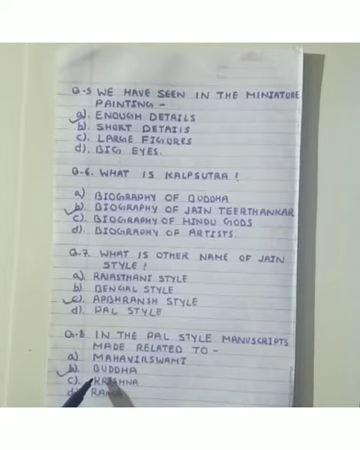 Q-5 WE HAVE SEEN IN THE MINIATURE
PAINTING -
a). ENOUGH DETAILS
b). SHORT DETAILS
c). LARGE FIGURES
d). BIG EYES.
Q-6. WHAT IS KALPSUTRA?
a) BIOGRAPHY OF BUDDHA
b). BIOGRAPHY OF JAIN TEERTHANKAR
c). BIOGRAPHY OF HINDU GODS
d). BIOGRAPHY OF ARTISTS.
Q-7. WHAT IS OTHER NAME OF JAIN
STYLE?
a) RAJASTHANI STYLE
b) BENGAL STYLE
c). APBHRANSH STYLE
d) PAL STYLE
Q-8. IN THE PAL STYLE MANUSCRIPTS
MADE RELATED TO -
a) MAHAVIRSWAMI
b). BUDDHA
c). KRISHNA
d) RAMA